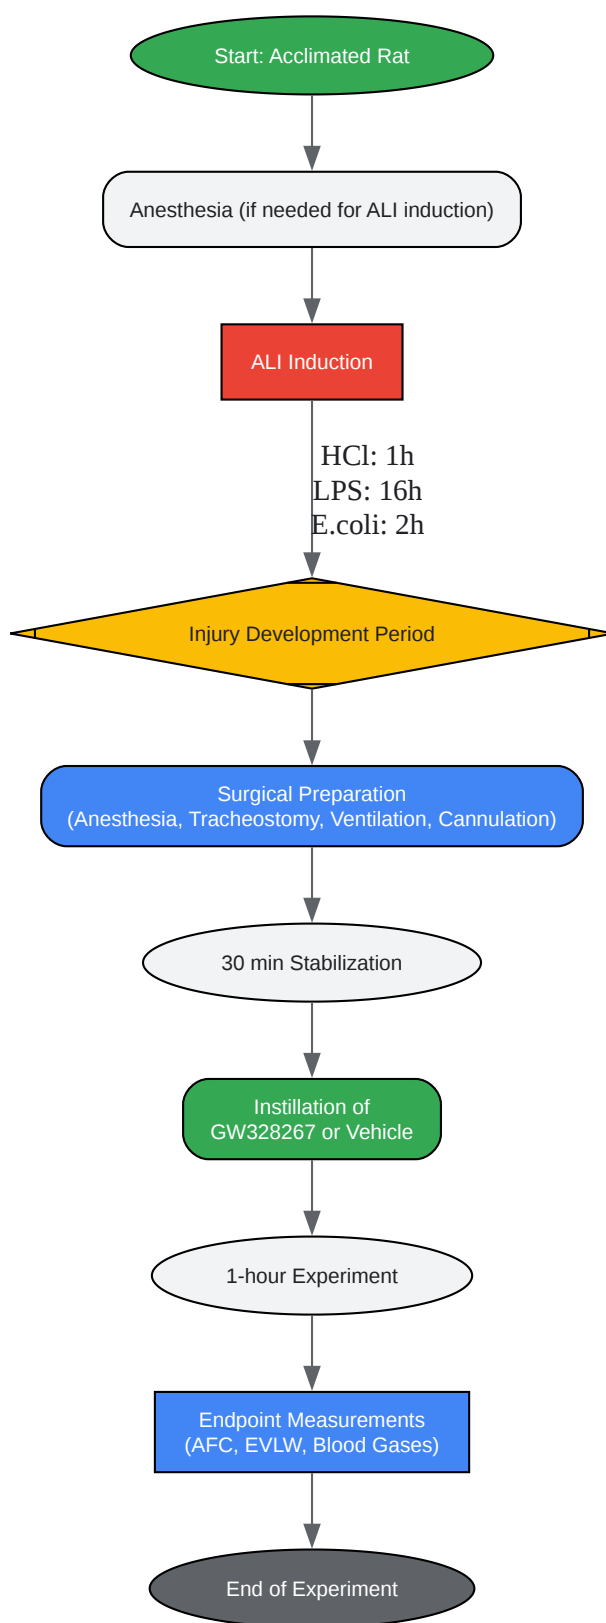 Start: Acclimated Rat
Anesthesia (if needed for ALI induction)
ALI Induction
HCl: 1h
LPS: 16h
E.coli: 2h
Injury Development Period
Surgical Preparation
(Anesthesia, Tracheostomy, Ventilation, Cannulation)
30 min Stabilization
Instillation of
GW328267 or Vehicle
1-hour Experiment
Endpoint Measurements
(AFC, EVLW, Blood Gases)
End of Experiment